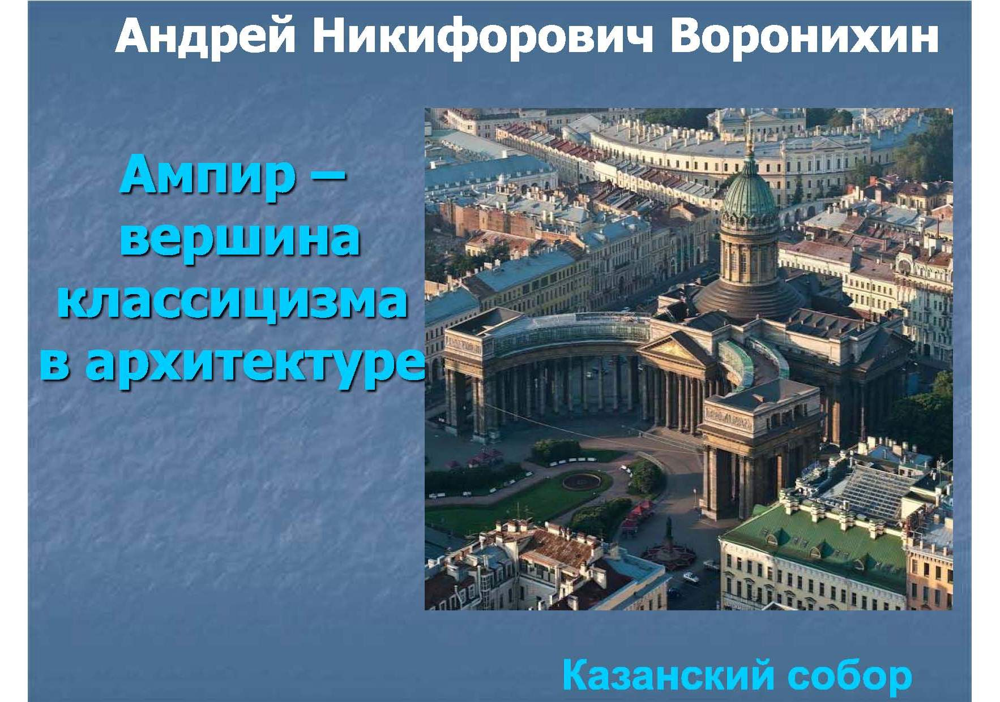 Андрей Никифорович Воронихин
Ампир –
вершина
классицизма
в архитектуре
Казанский собор